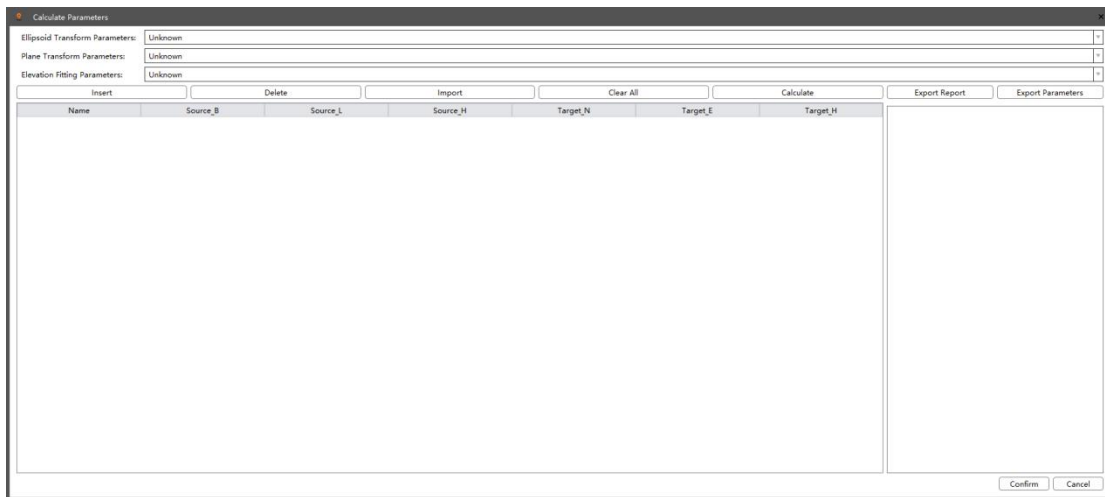 Calculate Parameters
Ellipsoid Transform Parameters: Unknown
Plane Transform Parameters: Unknown
Elevation Fitting Parameters: Unknown
Insert Delete Import Clear All Calculate Export Report Export Parameters
Name Source_B Source_L Source_H Target_N Target_E Target_H
Confirm Cancel